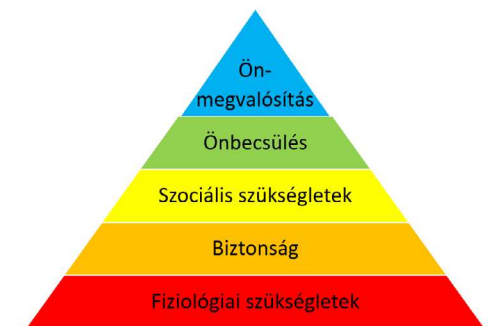 Ön-
megvalósítás
Önbecsülés
Szociális szükségletek
Biztonság
Fiziológiai szükségletek